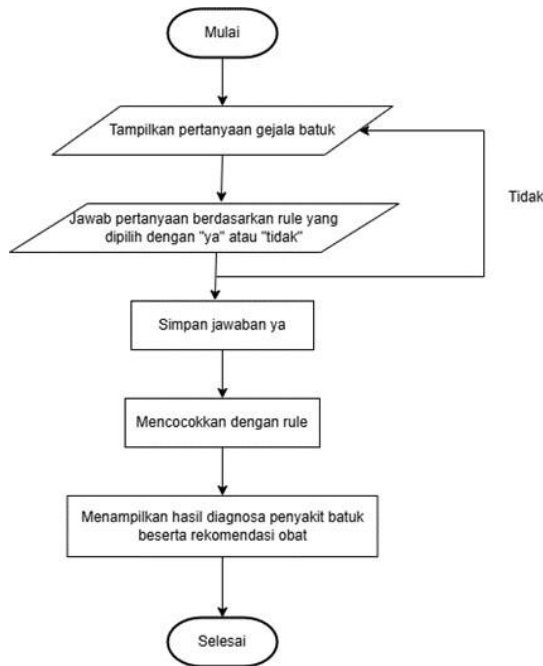 Mulai
Tampilkan pertanyaan gejala batuk
Jawab pertanyaan berdasarkan rule yang
dipilih dengan "ya" atau "tidak"
Tidak
Simpan jawaban ya
Mencocokkan dengan rule
Menampilkan hasil diagnosa penyakit batuk
beserta rekomendasi obat
Selesai